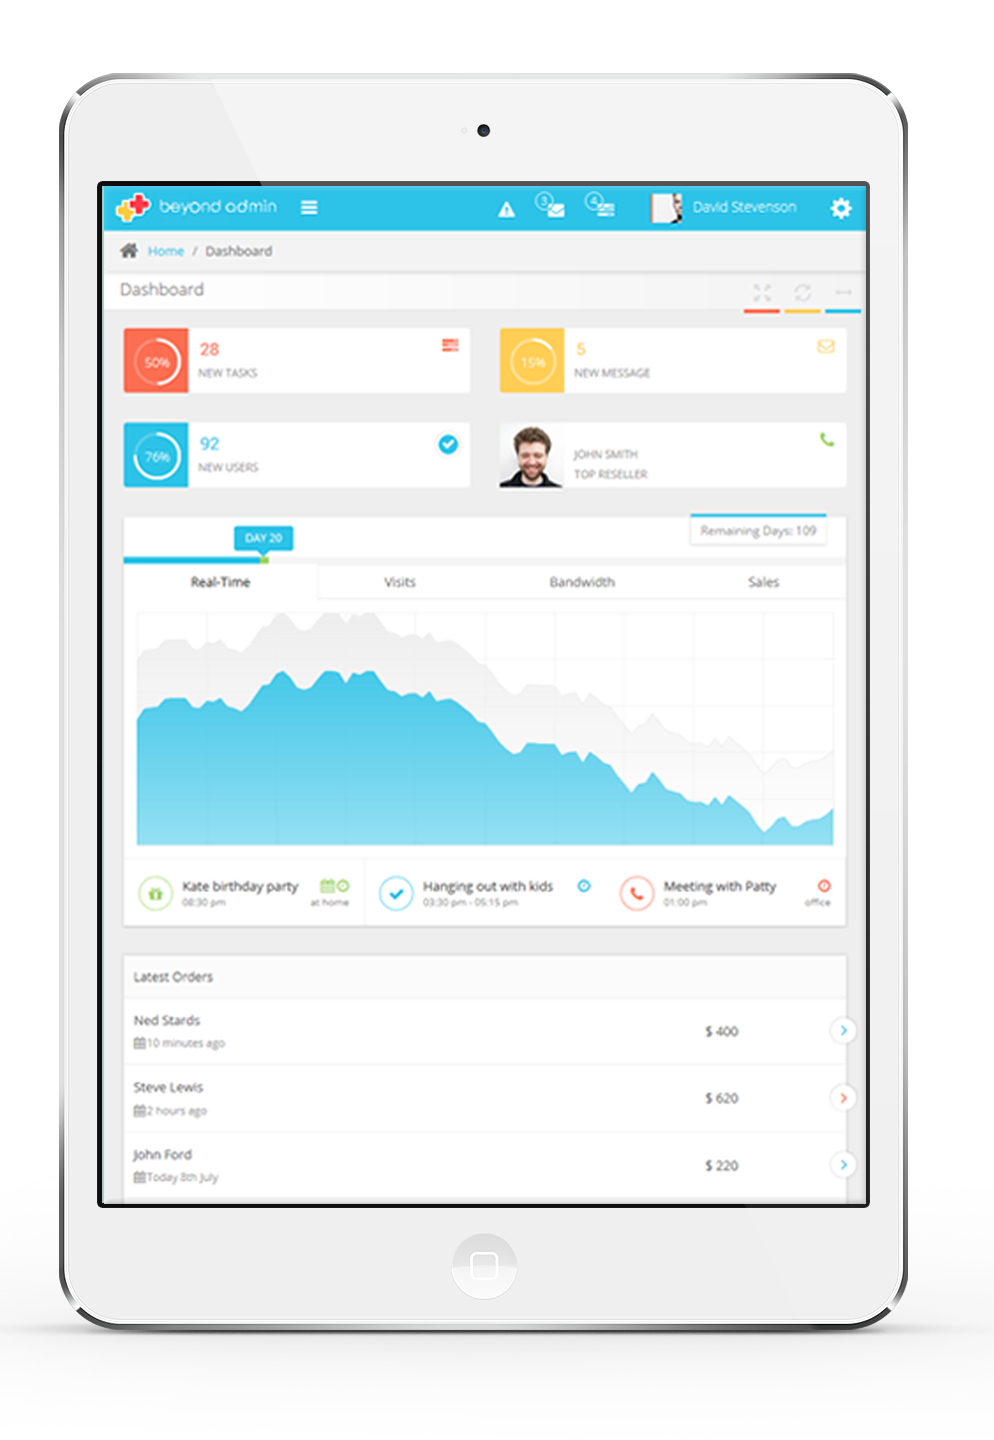 beyond admin
3
4
David Stevenson
Home / Dashboard
Dashboard
50%
28
NEW TASKS
15%
5
NEW MESSAGE
76%
92
NEW USERS
JOHN SMITH
TOP RESELLER
DAY 20
Remaining Days: 109
Real-Time Visits Bandwidth Sales
Kate birthday party
08:30 pm
at home
Hanging out with kids
03:30 pm - 05:15 pm
Meeting with Patty
01:00 pm
office
Latest Orders
Ned Stards
10 minutes ago
$ 400
Steve Lewis
2 hours ago
$ 620
John Ford
Today 8th July
$ 220